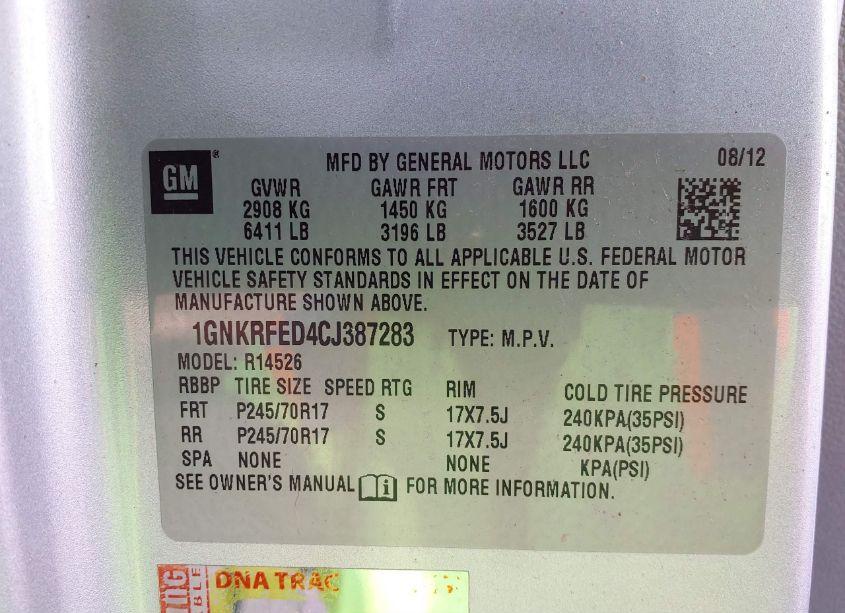 GM ® MFD BY GENERAL MOTORS LLC 08/12
GVWR GAWR FRT GAWR RR
2908 KG 1450 KG 1600 KG
6411 LB 3196 LB 3527 LB
THIS VEHICLE CONFORMS TO ALL APPLICABLE U.S. FEDERAL MOTOR
VEHICLE SAFETY STANDARDS IN EFFECT ON THE DATE OF
MANUFACTURE SHOWN ABOVE.
1GNKRFED4CJ387283 TYPE: M.P.V.
MODEL: R14526
RBBP TIRE SIZE SPEED RTG RIM COLD TIRE PRESSURE
FRT P245/70R17 S 17X7.5J 240KPA(35PSI)
RR P245/70R17 S 17X7.5J 240KPA(35PSI)
SPA NONE NONE KPA(PSI)
SEE OWNER'S MANUAL FOR MORE INFORMATION.
DNA TRAC